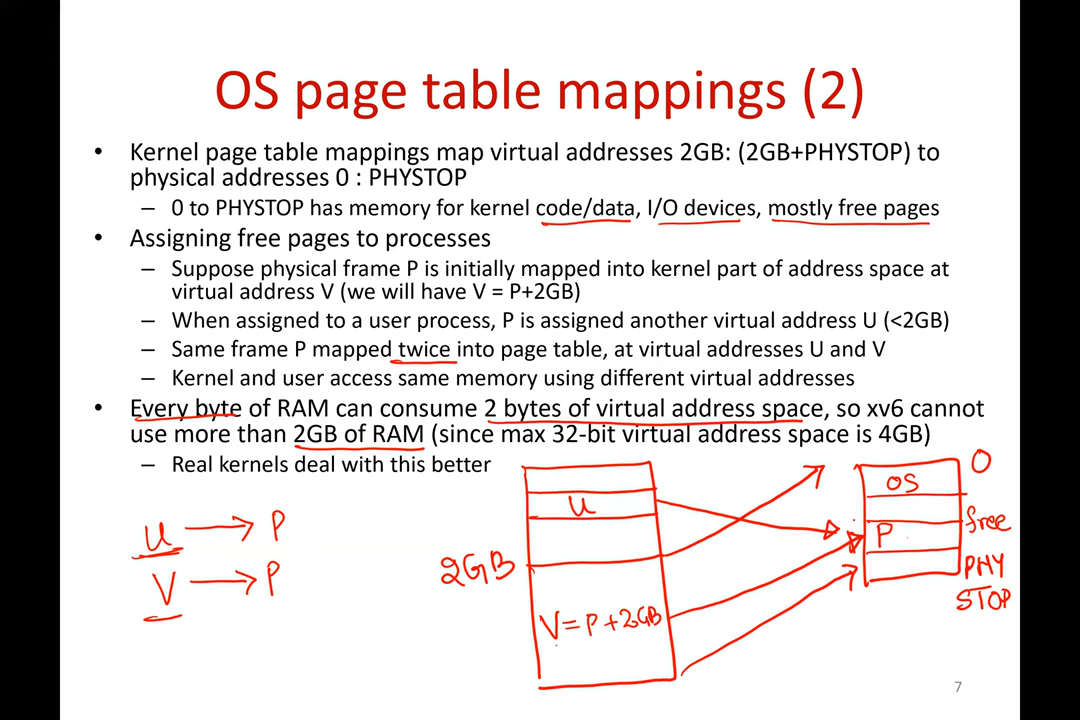 OS page table mappings (2)
• Kernel page table mappings map virtual addresses 2GB: (2GB+PHYSTOP) to
physical addresses 0 : PHYSTOP
– 0 to PHYSTOP has memory for kernel code/data, I/O devices, mostly free pages
• Assigning free pages to processes
– Suppose physical frame P is initially mapped into kernel part of address space at
virtual address V (we will have V = P+2GB)
– When assigned to a user process, P is assigned another virtual address U (<2GB)
– Same frame P mapped twice into page table, at virtual addresses U and V
– Kernel and user access same memory using different virtual addresses
• Every byte of RAM can consume 2 bytes of virtual address space, so xv6 cannot
use more than 2GB of RAM (since max 32-bit virtual address space is 4GB)
– Real kernels deal with this better
U → P
V → P
U
2GB
V = P + 2GB
0
OS
free
P
PHY
STOP
7